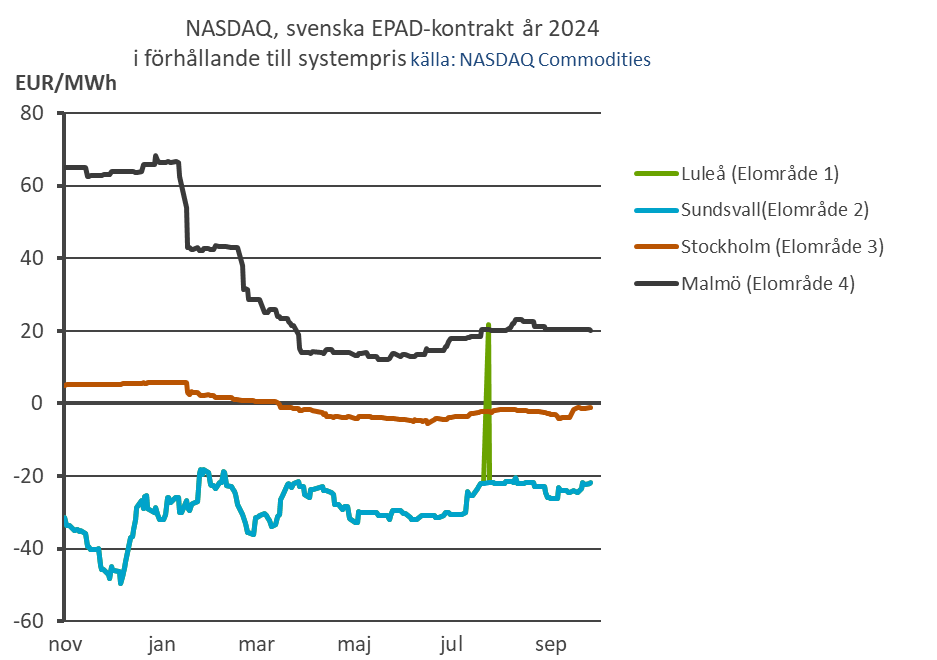 NASDAQ, svenska EPAD-kontrakt år 2024
i förhållande till systempris källa: NASDAQ Commodities
EUR/MWh
80
60
40
20
0
-20
-40
-60
nov jan mar maj jul sep
Luleå (Elområde 1)
Sundsvall(Elområde 2)
Stockholm (Elområde 3)
Malmö (Elområde 4)